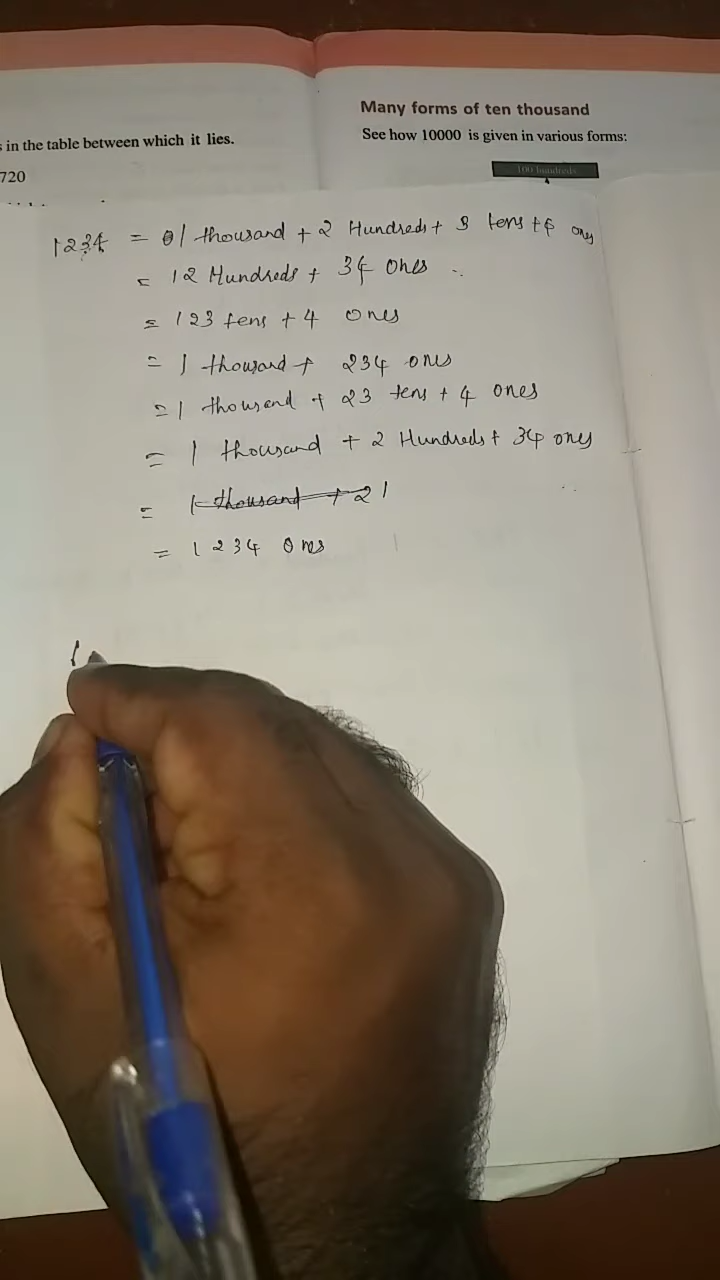 Many forms of ten thousand
in the table between which it lies.
See how 10000 is given in various forms:
720
100 hundreds
1234 = 01 thousand + 2 Hundreds + 3 tens + 4 ones
= 12 Hundreds + 34 Ones
= 123 tens + 4 Ones
= 1 thousand + 234 ones
= 1 thousand + 23 tens + 4 ones
= 1 thousand + 2 Hundreds + 34 ones
= 1 thousand + 21
= 1234 Ones